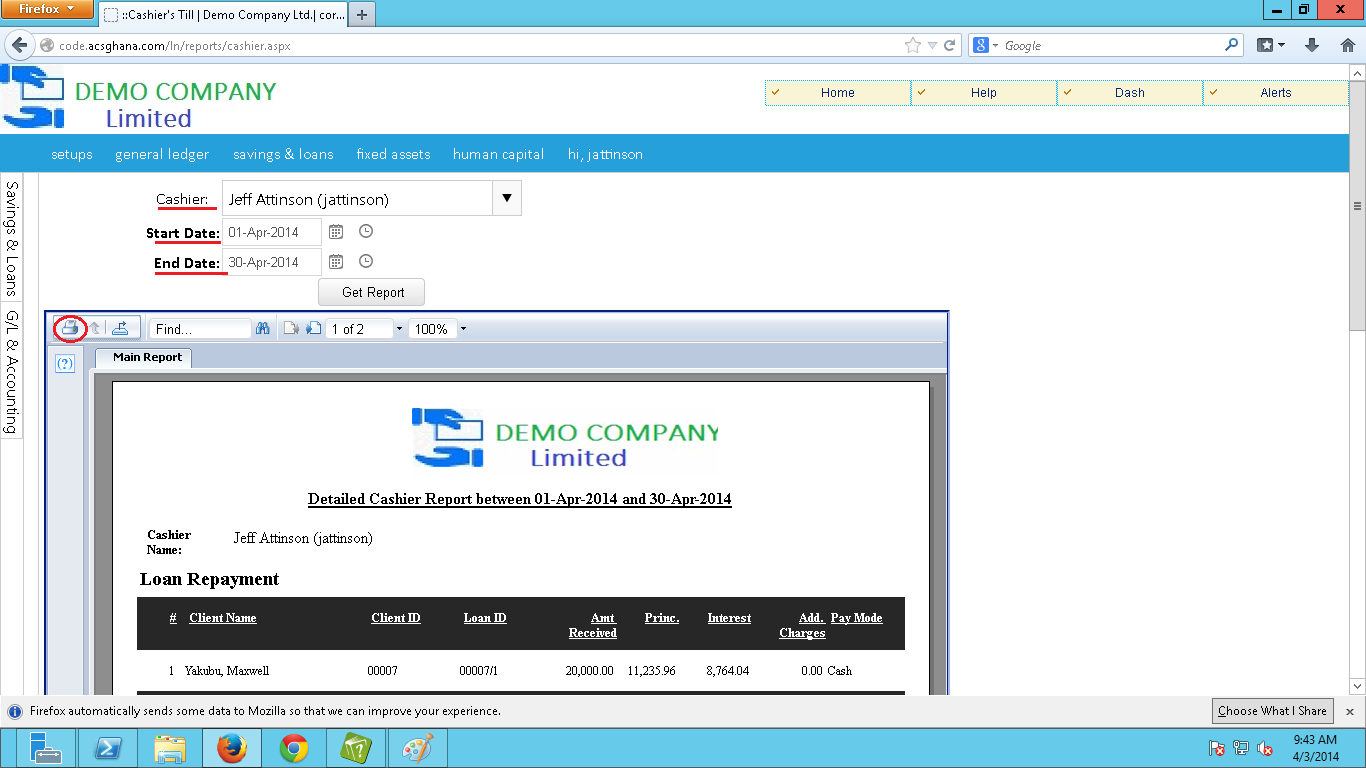 Firefox
::Cashier's Till | Demo Company Ltd.| cor...
code.acsghana.com/ln/reports/cashier.aspx
Google
DEMO COMPANY
Limited
Home Help Dash Alerts
setups general ledger savings & loans fixed assets human capital hi, jattinson
Savings & Loans
G/L & Accounting
Cashier: Jeff Attinson (jattinson)
Start Date: 01-Apr-2014
End Date: 30-Apr-2014
Get Report
Find... 1 of 2 100%
(?)
Main Report
DEMO COMPANY
Limited
Detailed Cashier Report between 01-Apr-2014 and 30-Apr-2014
Cashier
Name:
Jeff Attinson (jattinson)
Loan Repayment
# Client Name Client ID Loan ID Amt Received Princ. Interest Add. Charges Pay Mode
1 Yakubu, Maxwell 00007 00007/1 20,000.00 11,235.96 8,764.04 0.00 Cash
Firefox automatically sends some data to Mozilla so that we can improve your experience.
Choose What I Share
9:43 AM
4/3/2014